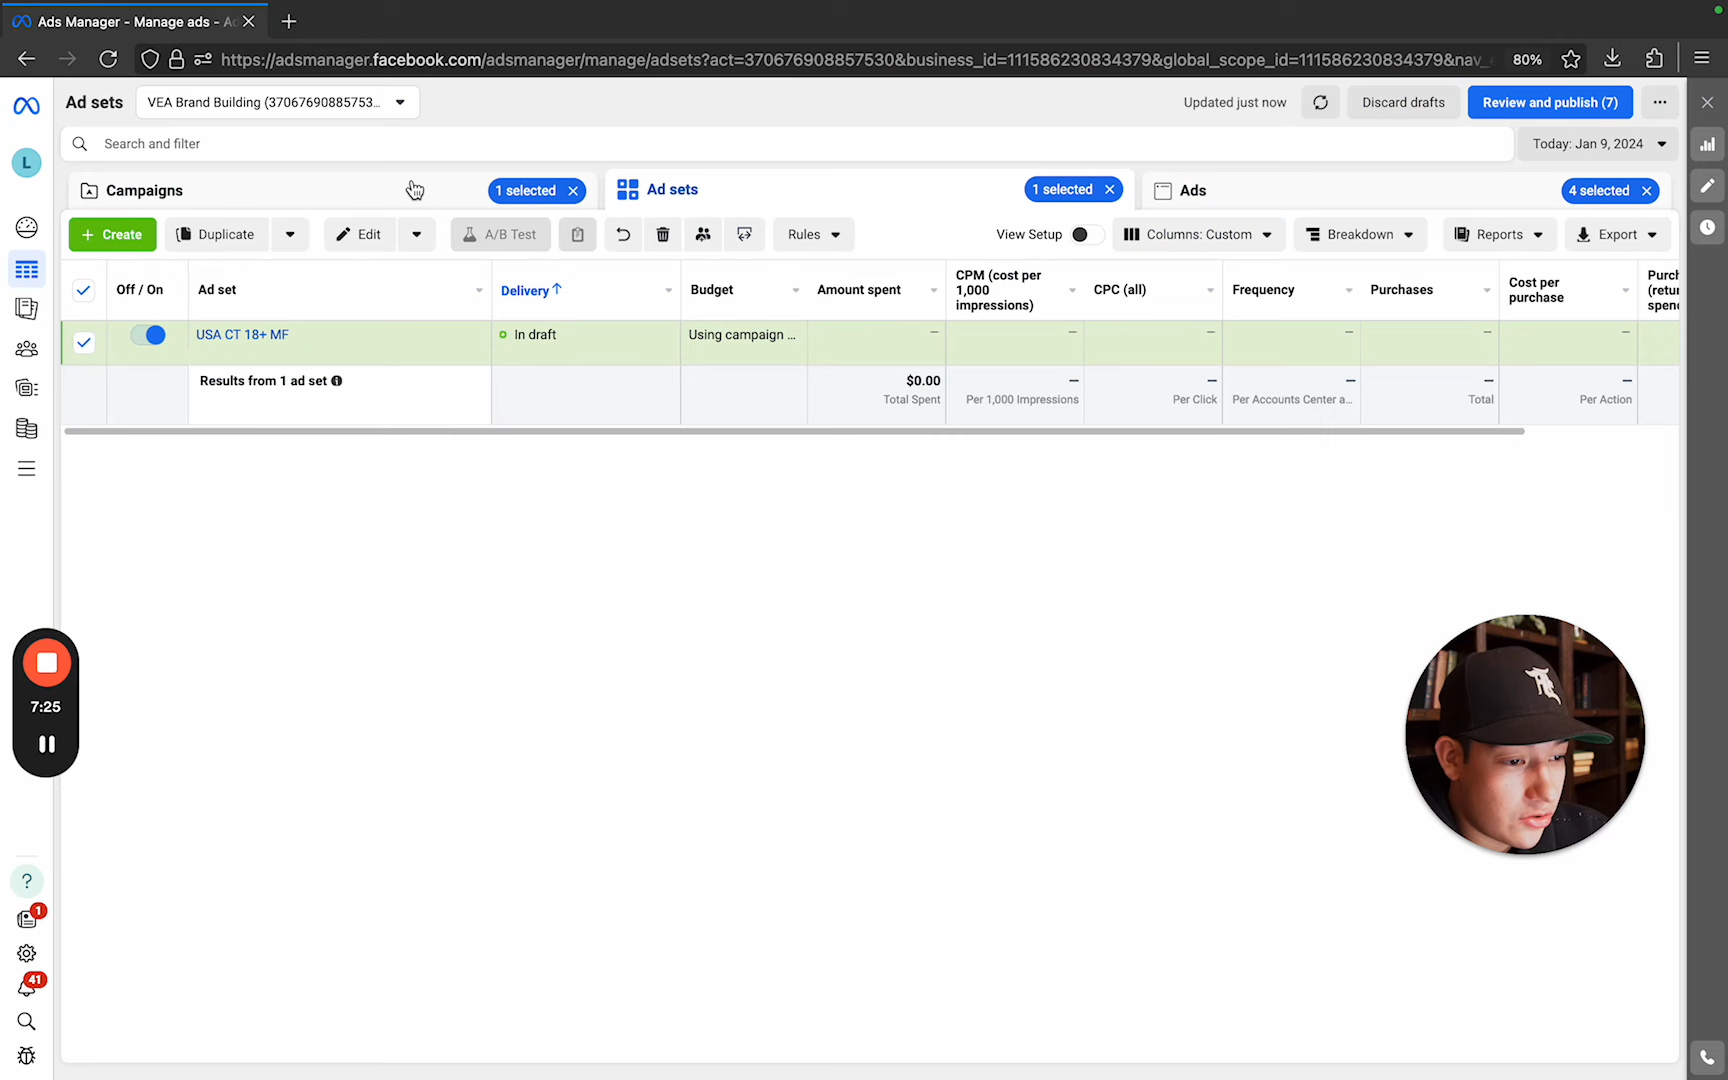 Ads Manager - Manage ads - Ad
https://adsmanager.facebook.com/adsmanager/manage/adsets?act=370676908857530&business_id=111586230834379&global_scope_id=111586230834379&nav_e
80%
Ad sets
VEA Brand Building (37067690885753...
Updated just now
Discard drafts
Review and publish (7)
L
Search and filter
Today: Jan 9, 2024
Campaigns
1 selected
Ad sets
1 selected
Ads
4 selected
+ Create
Duplicate
Edit
A/B Test
Rules
View Setup
Columns: Custom
Breakdown
Reports
Export
Off / On
Ad set
Delivery ↑
Budget
Amount spent
CPM (cost per
1,000
impressions)
CPC (all)
Frequency
Purchases
Cost per
purchase
Purch
(retur
spend
USA CT 18+ MF
In draft
Using campaign ...
—
—
—
—
—
—
Results from 1 ad set
$0.00
Total Spent
—
Per 1,000 Impressions
—
Per Click
—
Per Accounts Center a...
—
Total
—
Per Action
7:25
?
1
41